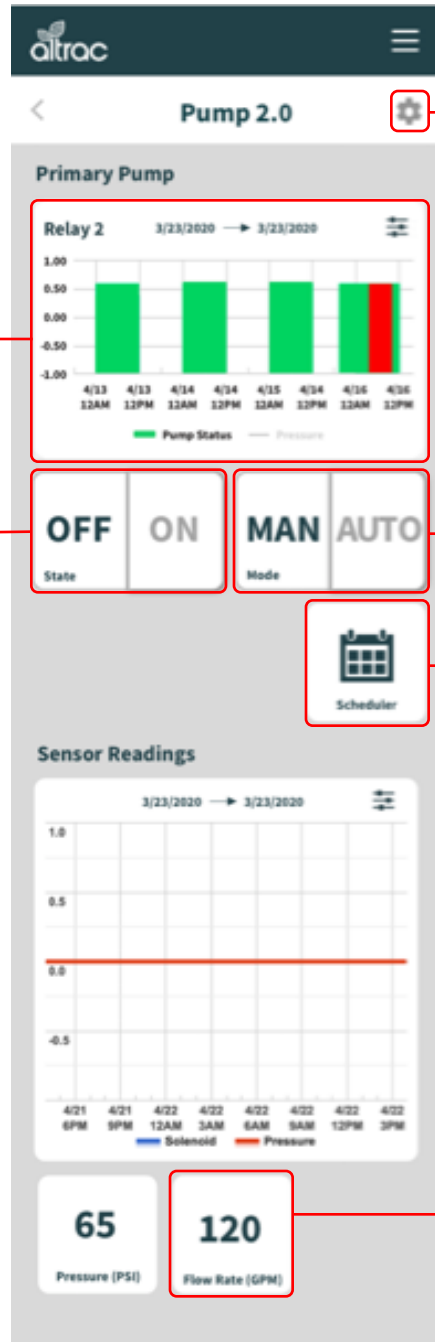 altrac
Pump 2.0
Primary Pump
Relay 2 3/23/2020 3/23/2020
1.00
0.50
0.00
-0.50
-1.00
4/13 4/13 4/14 4/14 4/15 4/14 4/16 4/16
12AM 12PM 12AM 12PM 12AM 12PM 12AM 12PM
Pump Status Pressure
OFF ON MAN AUTO
State Mode
Scheduler
Sensor Readings
3/23/2020 3/23/2020
1.0
0.5
0.0
-0.5
4/21 4/21 4/22 4/22 4/22 4/22 4/22 4/22
6PM 9PM 12AM 3AM 6AM 9AM 12PM 3PM
Solenoid Pressure
65 120
Pressure (PSI) Flow Rate (GPM)